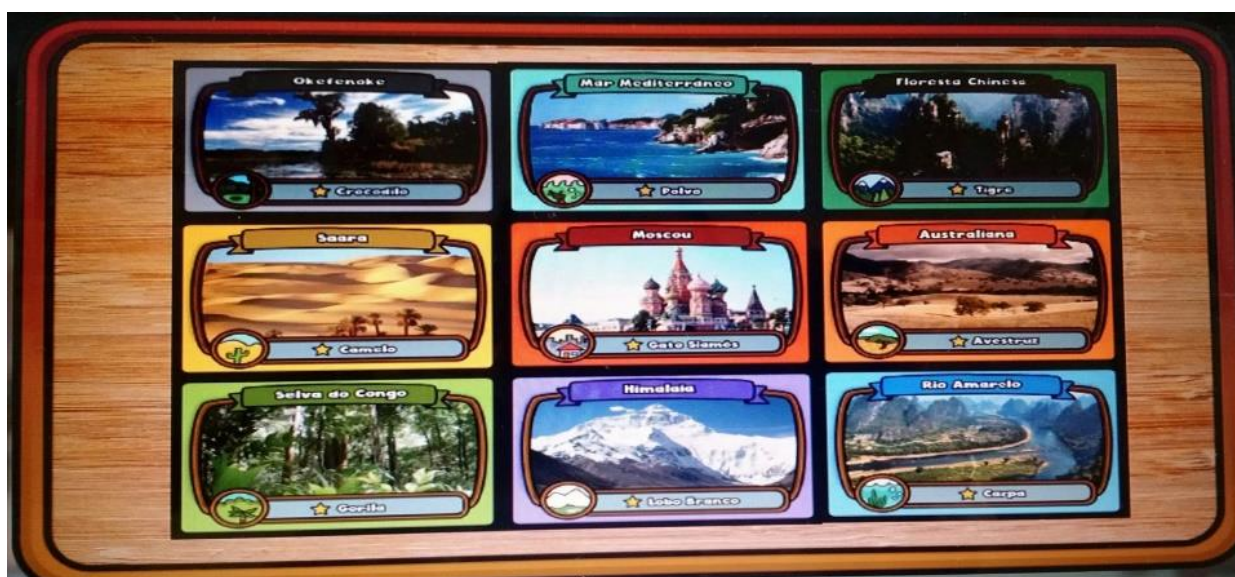 Okefenoke
Crocodilo
Mar Mediterrâneo
Polvo
Floresta Chinesa
Tigre
Saara
Camelo
Moscou
Gato Siamês
Australiana
Avestruz
Selva do Congo
Gorila
Himalaia
Lobo Branco
Rio Amarelo
Carpa